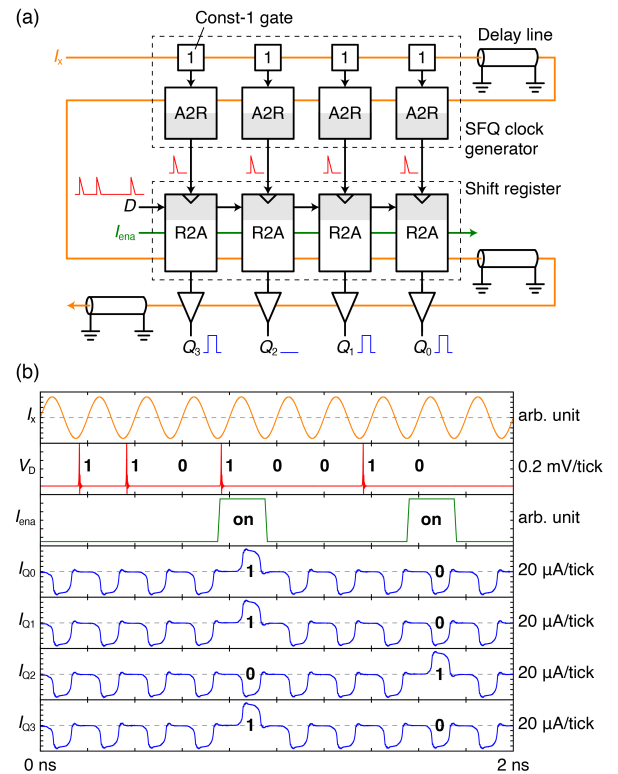 (a)
Const-1 gate
Ix
1 1 1 1
Delay line
A2R A2R A2R A2R
SFQ clock
generator
Shift register
D
Iena
R2A R2A R2A R2A
Q3 Q2 Q1 Q0
(b)
Ix arb. unit
VD 1 1 0 1 0 0 1 0 0.2 mV/tick
Iena on on arb. unit
IQ0 1 0 20 µA/tick
IQ1 1 0 20 µA/tick
IQ2 0 1 20 µA/tick
IQ3 1 0 20 µA/tick
0 ns 2 ns